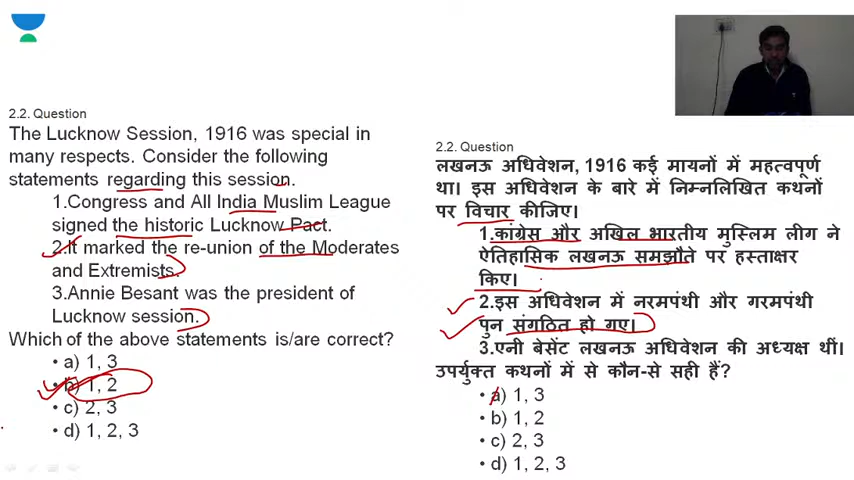 2.2. Question
The Lucknow Session, 1916 was special in
many respects. Consider the following
statements regarding this session.
1.Congress and All India Muslim League
signed the historic Lucknow Pact.
2.It marked the re-union of the Moderates
and Extremists.
3.Annie Besant was the president of
Lucknow session.
Which of the above statements is/are correct?
• a) 1, 3
• b) 1, 2
• c) 2, 3
• d) 1, 2, 3
2.2. Question
लखनऊ अधिवेशन, 1916 कई मायनों में महत्वपूर्ण
था। इस अधिवेशन के बारे में निम्नलिखित कथनों
पर विचार कीजिए।
1.कांग्रेस और अखिल भारतीय मुस्लिम लीग ने
ऐतिहासिक लखनऊ समझौते पर हस्ताक्षर
किए।
2.इस अधिवेशन में नरमपंथी और गरमपंथी
पुन संगठित हो गए।
3.एनी बेसेंट लखनऊ अधिवेशन की अध्यक्ष थीं।
उपर्युक्त कथनों में से कौन-से सही हैं?
• a) 1, 3
• b) 1, 2
• c) 2, 3
• d) 1, 2, 3